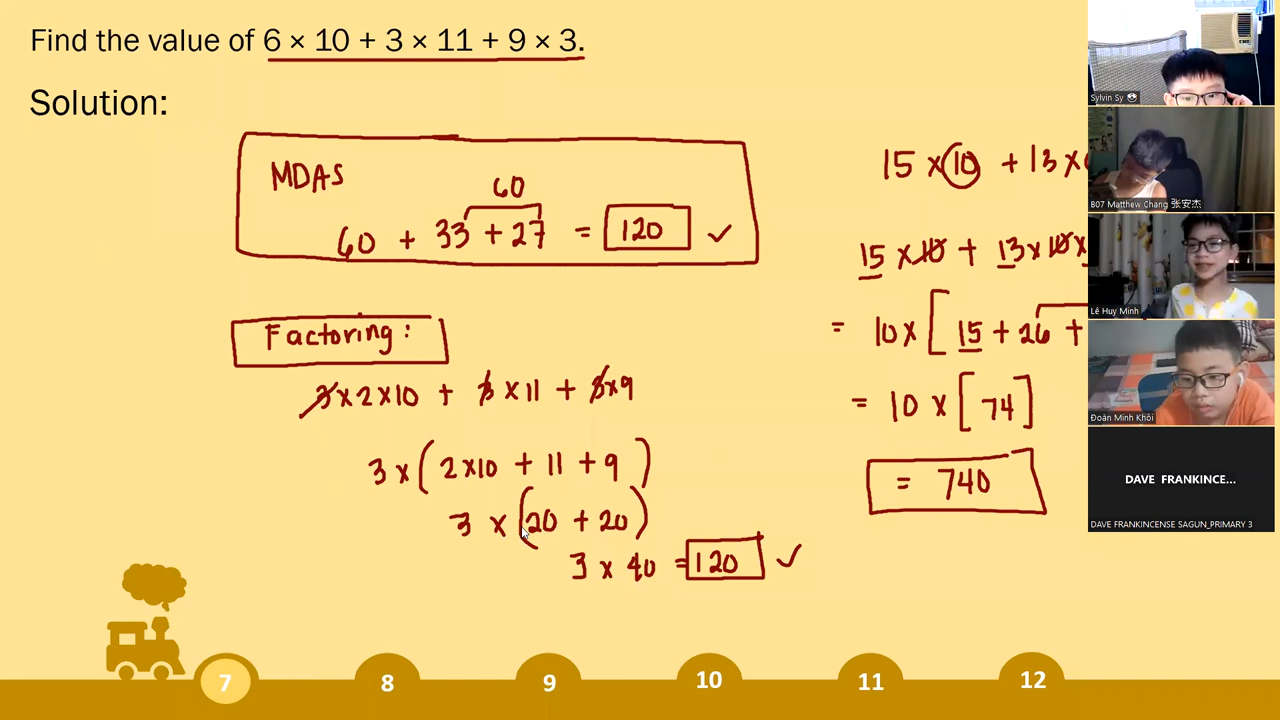 Find the value of 6 × 10 + 3 × 11 + 9 × 3.
Solution:
MDAS
60
60 + 33 + 27 = 120 ✓
Factoring:
3×2×10 + 3×11 + 3×9
3×(2×10 + 11 + 9)
3 × (20 + 20)
3 × 40 = 120 ✓
15 × 10 + 13 ×
15 × 10 + 13 × 10 ×
= 10 × [15 + 26 +
= 10 × [74]
= 740
Sylvin Sy 😎
B07 Matthew Chang 张安杰
Lê Huy Minh
Đoàn Minh Khôi
DAVE FRANKINCE...
DAVE FRANKINCENSE SAGUN_PRIMARY 3
7 8 9 10 11 12